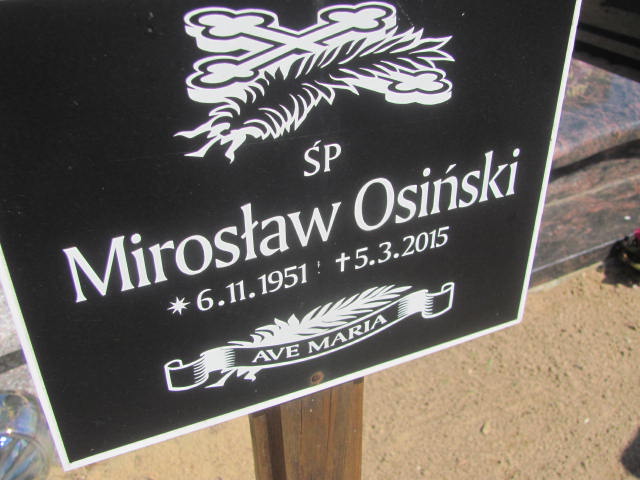 ŚP
Mirosław Osiński
* 6.11.1951 ✝ 5.3.2015
AVE MARIA